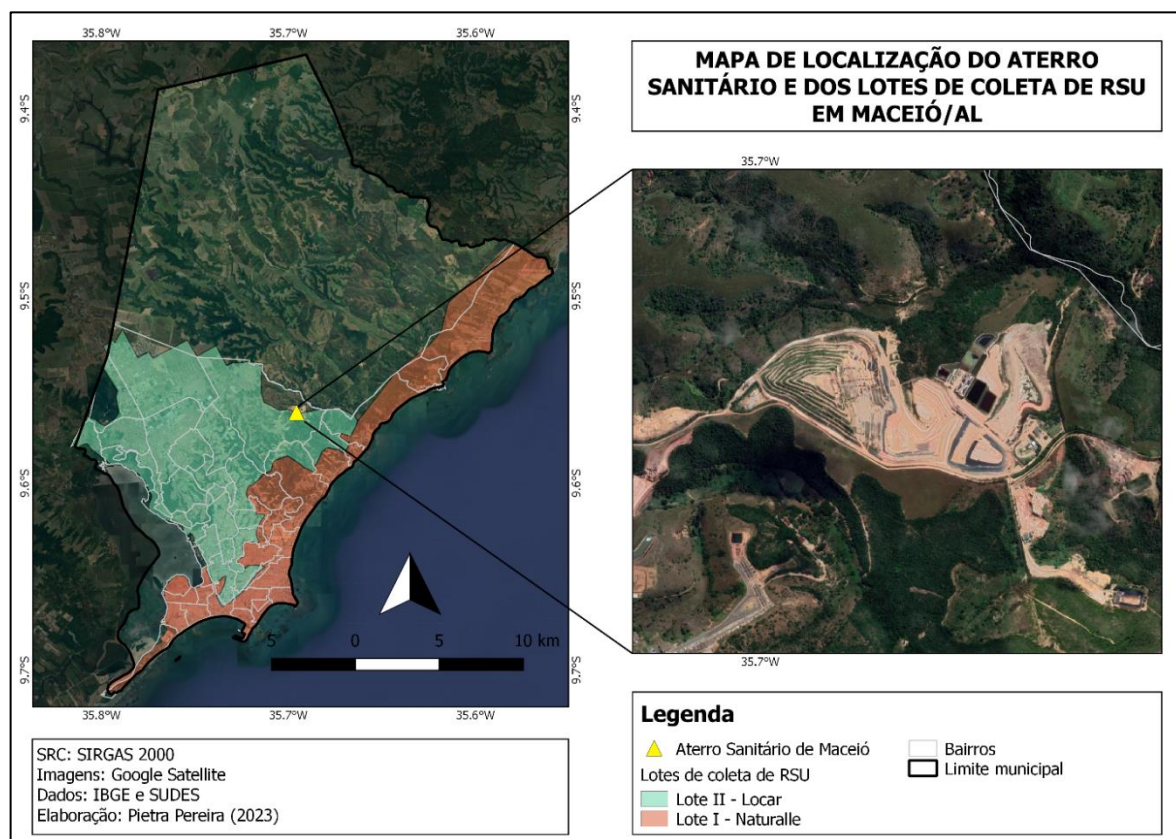 35.8°W 35.7°W 35.6°W
9.4°S 9.4°S
9.5°S 9.5°S
9.6°S 9.6°S
9.7°S 9.7°S
-5 0 5 10 km
35.8°W 35.7°W 35.6°W
SRC: SIRGAS 2000
Imagens: Google Satellite
Dados: IBGE e SUDES
Elaboração: Pietra Pereira (2023)
MAPA DE LOCALIZAÇÃO DO ATERRO
SANITÁRIO E DOS LOTES DE COLETA DE RSU
EM MACEIÓ/AL
35.7°W
35.7°W
Legenda
Aterro Sanitário de Maceió
Lotes de coleta de RSU
Lote II - Locar
Lote I - Naturalle
Bairros
Limite municipal